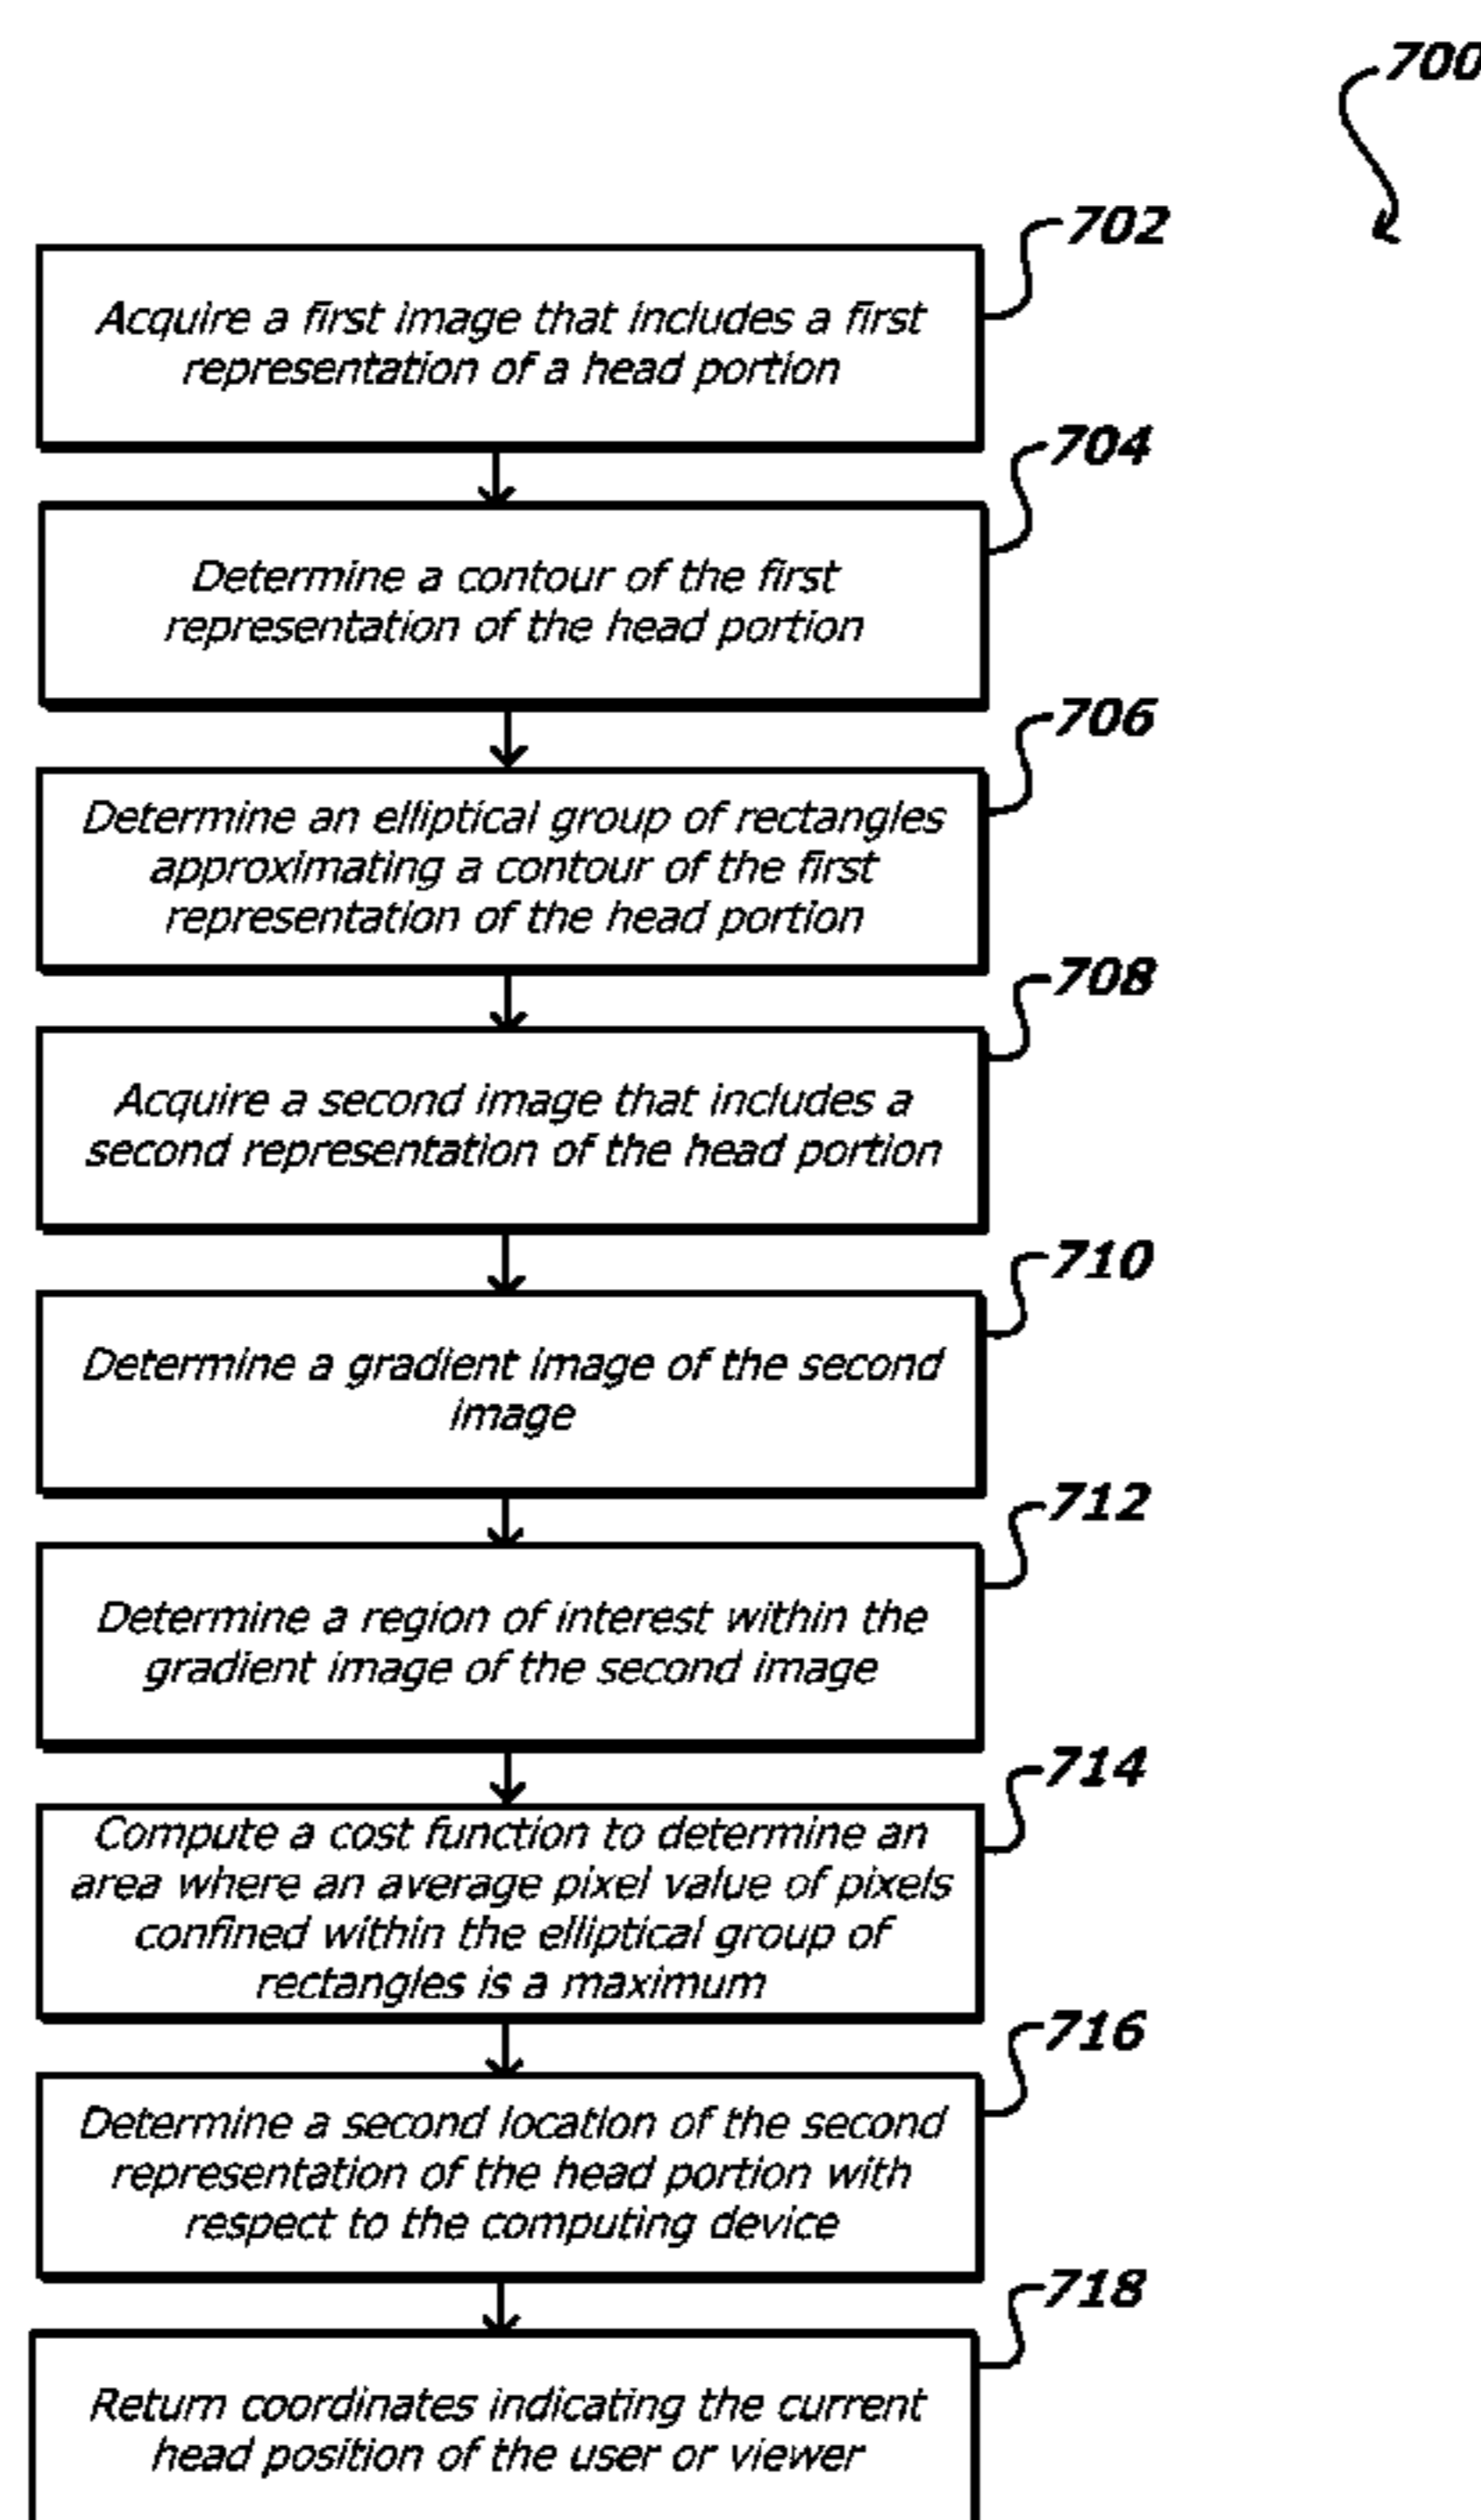 700
702
Acquire a first image that includes a first
representation of a head portion
704
Determine a contour of the first
representation of the head portion
706
Determine an elliptical group of rectangles
approximating a contour of the first
representation of the head portion
708
Acquire a second image that includes a
second representation of the head portion
710
Determine a gradient image of the second
image
712
Determine a region of interest within the
gradient image of the second image
714
Compute a cost function to determine an
area where an average pixel value of pixels
confined within the elliptical group of
rectangles is a maximum
716
Determine a second location of the second
representation of the head portion with
respect to the computing device
718
Return coordinates indicating the current
head position of the user or viewer